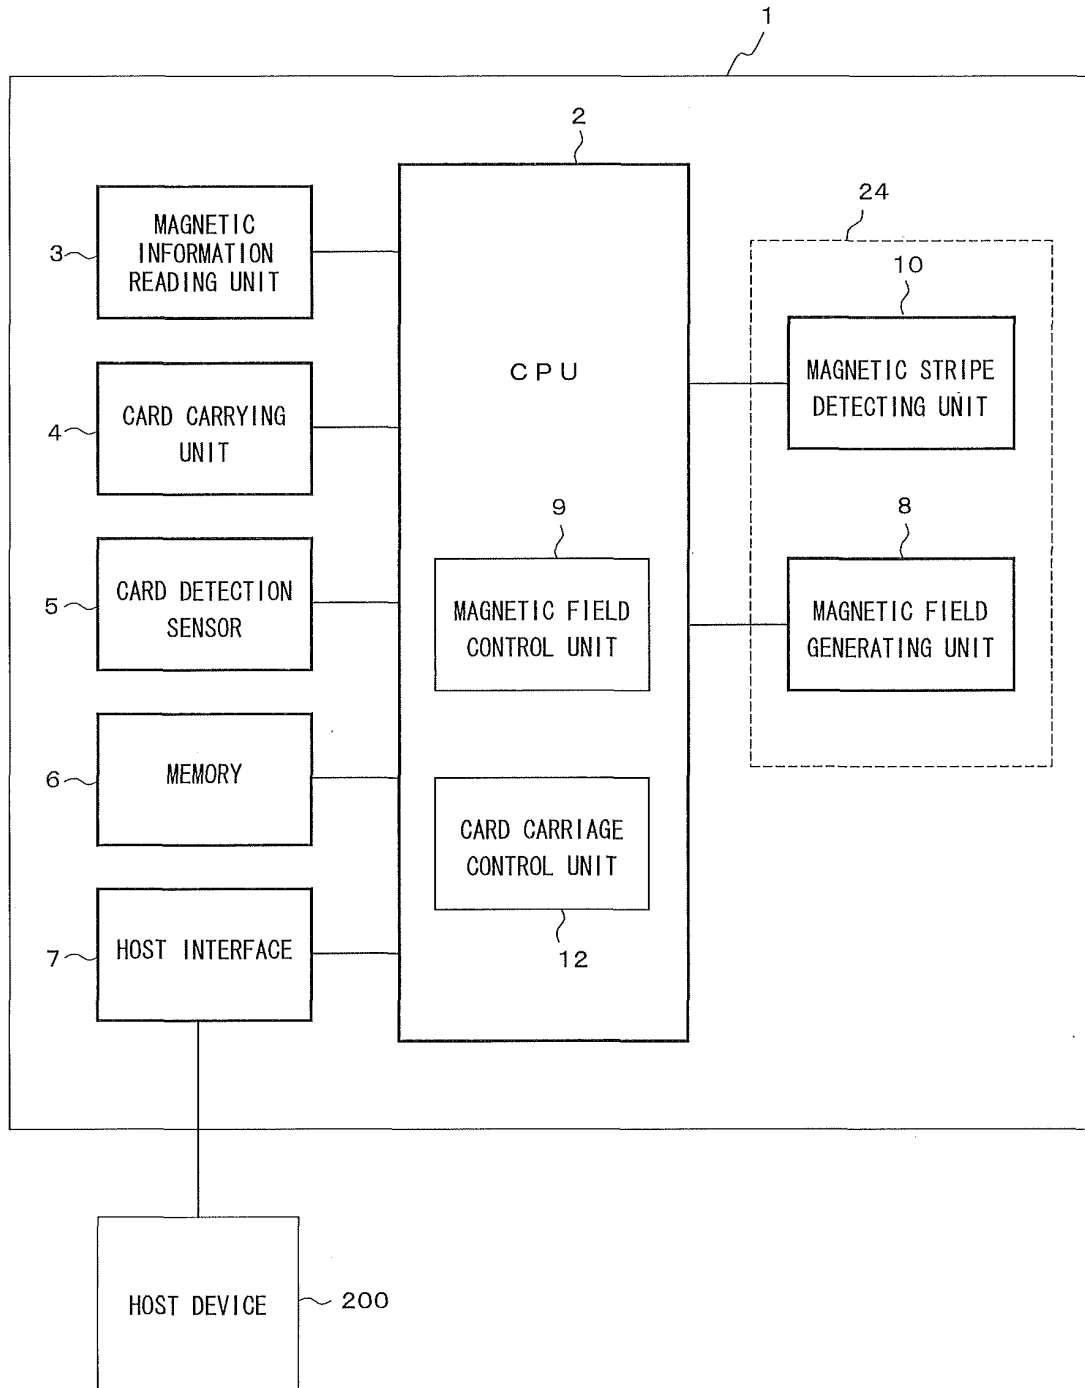 1
2
24
3
MAGNETIC
INFORMATION
READING UNIT
10
MAGNETIC STRIPE
DETECTING UNIT
CPU
4
CARD CARRYING
UNIT
9
MAGNETIC FIELD
CONTROL UNIT
8
MAGNETIC FIELD
GENERATING UNIT
5
CARD DETECTION
SENSOR
6
MEMORY
CARD CARRIAGE
CONTROL UNIT
12
7
HOST INTERFACE
HOST DEVICE
200